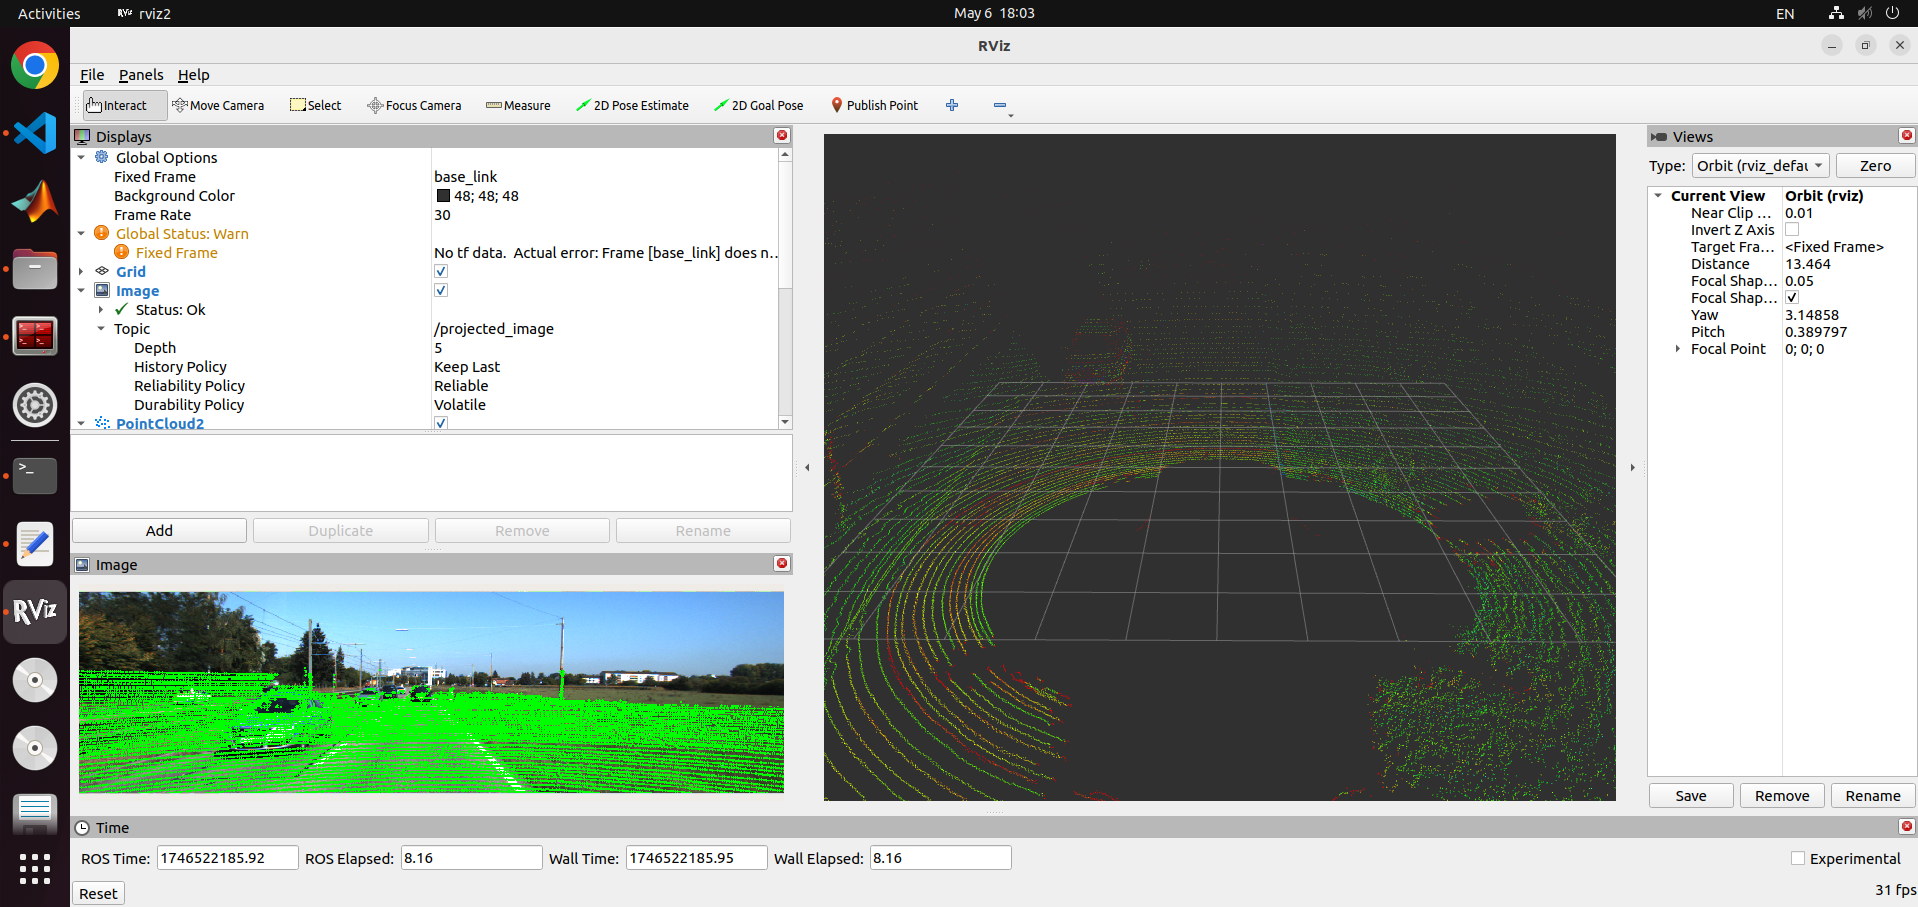 Activities RViz rviz2 May 6 18:03 EN
RViz
File Panels Help
Interact Move Camera Select Focus Camera Measure 2D Pose Estimate 2D Goal Pose Publish Point
Displays
Global Options
Fixed Frame base_link
Background Color 48; 48; 48
Frame Rate 30
Global Status: Warn
Fixed Frame No tf data. Actual error: Frame [base_link] does n...
Grid
Image
Status: Ok
Topic /projected_image
Depth 5
History Policy Keep Last
Reliability Policy Reliable
Durability Policy Volatile
PointCloud2
Add Duplicate Remove Rename
Image
Views
Type: Orbit (rviz_defau Zero
Current View Orbit (rviz)
Near Clip ... 0.01
Invert Z Axis
Target Fra... <Fixed Frame>
Distance 13.464
Focal Shap... 0.05
Focal Shap...
Yaw 3.14858
Pitch 0.389797
Focal Point 0; 0; 0
Save Remove Rename
RViz
Time
ROS Time: 1746522185.92 ROS Elapsed: 8.16 Wall Time: 1746522185.95 Wall Elapsed: 8.16 Experimental
Reset 31 fps